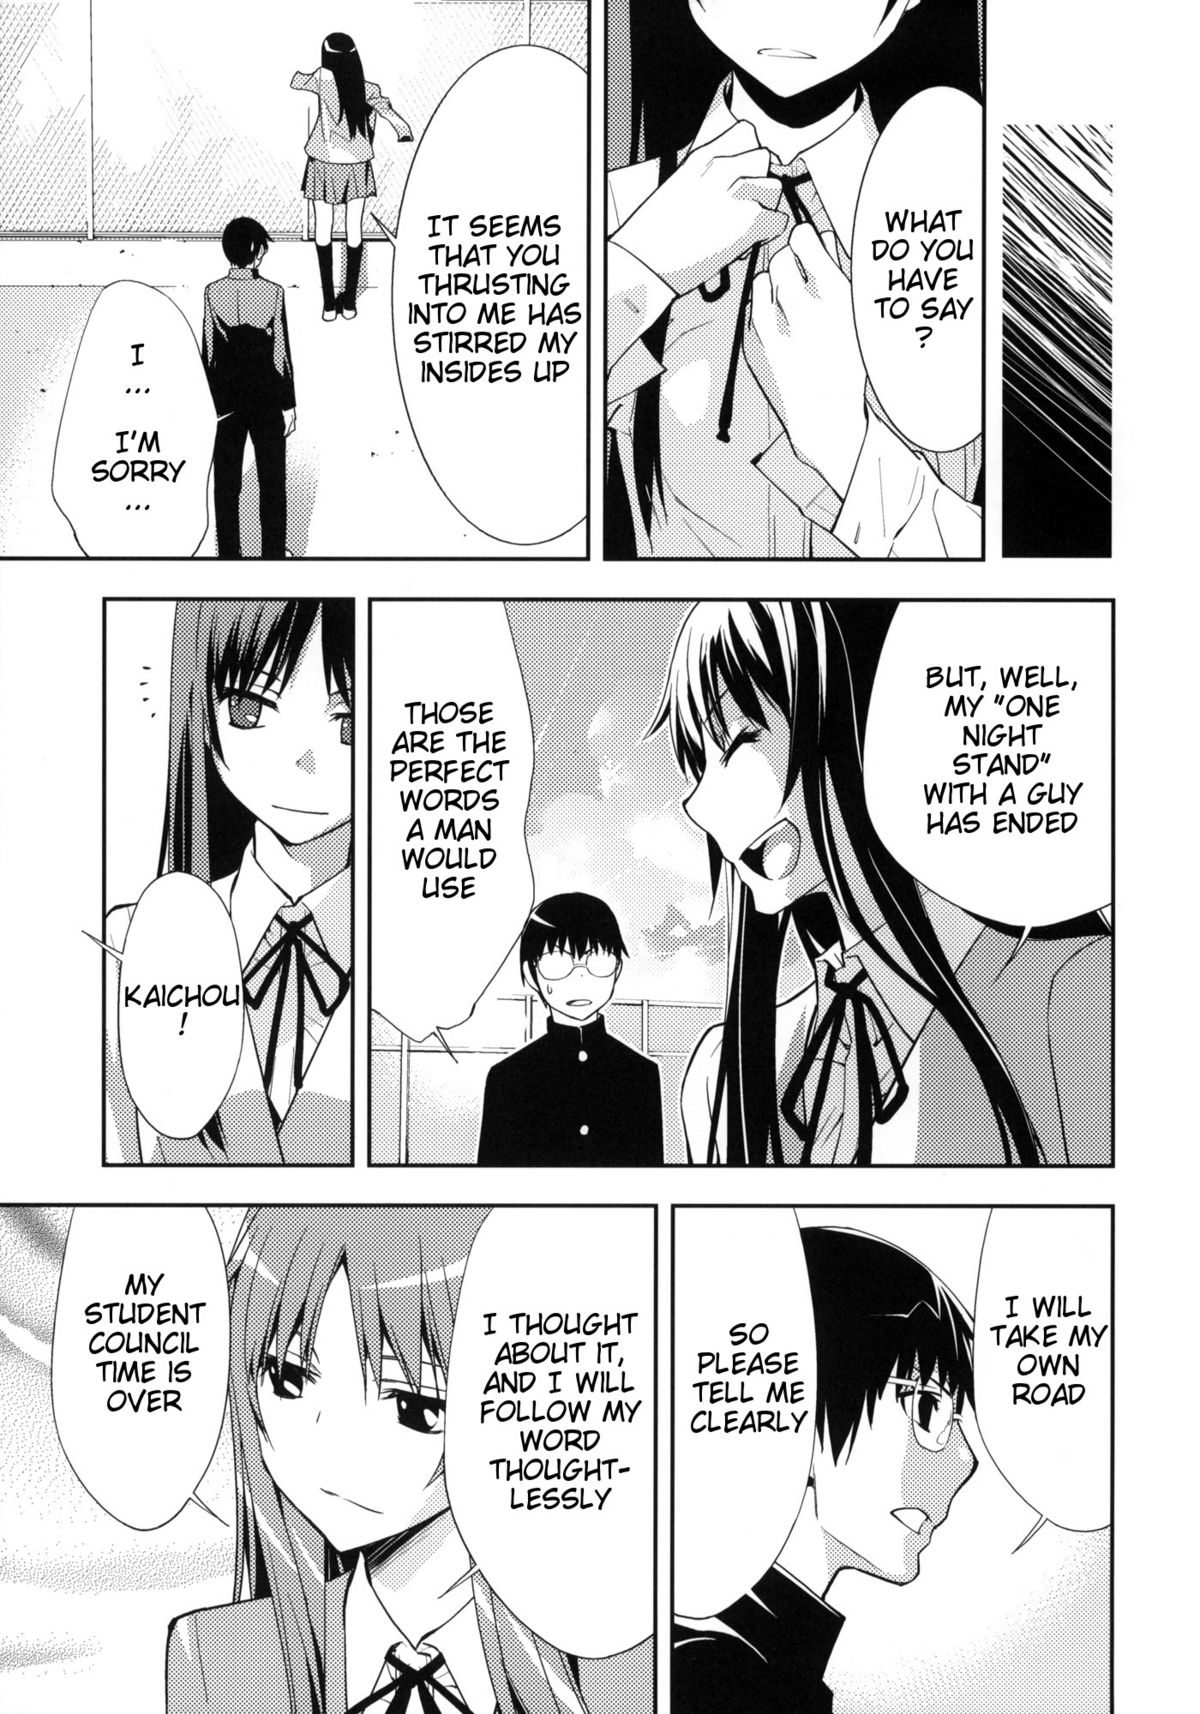 WHAT
DO YOU
HAVE
TO SAY
?
IT SEEMS
THAT YOU
THRUSTING
INTO ME HAS
STIRRED MY
INSIDES UP
I
...
I'M
SORRY
...
BUT, WELL,
MY "ONE
NIGHT
STAND"
WITH A GUY
HAS ENDED
THOSE
ARE THE
PERFECT
WORDS
A MAN
WOULD
USE
KAICHOU
!
I WILL
TAKE MY
OWN
ROAD
SO
PLEASE
TELL ME
CLEARLY
I THOUGHT
ABOUT IT,
AND I WILL
FOLLOW MY
WORD
THOUGHT-
LESSLY
MY
STUDENT
COUNCIL
TIME IS
OVER